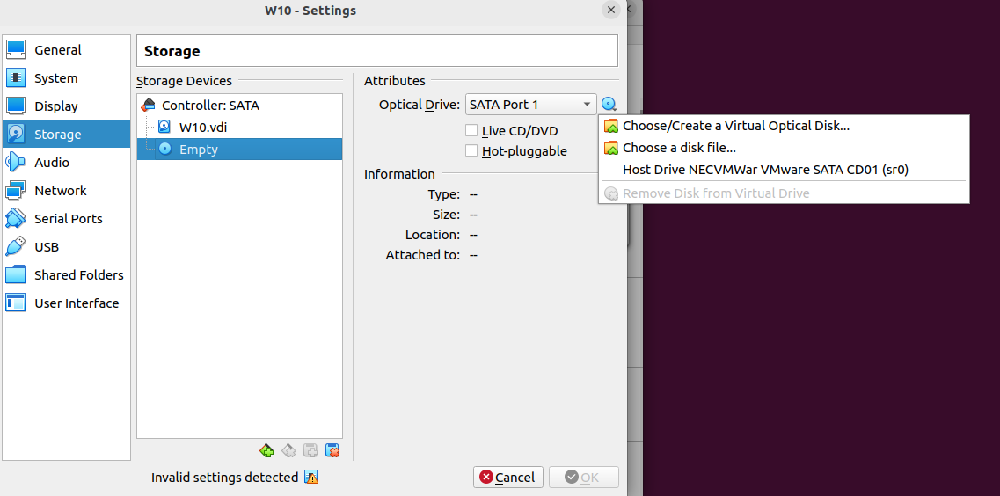 W10 - Settings
General
System
Display
Storage
Audio
Network
Serial Ports
USB
Shared Folders
User Interface
Storage
Storage Devices
Controller: SATA
W10.vdi
Empty
Attributes
Optical Drive: SATA Port 1
Live CD/DVD
Hot-pluggable
Information
Type: --
Size: --
Location: --
Attached to: --
Choose/Create a Virtual Optical Disk...
Choose a disk file...
Host Drive NECVMWar VMware SATA CD01 (sr0)
Remove Disk from Virtual Drive
Invalid settings detected
Cancel
OK